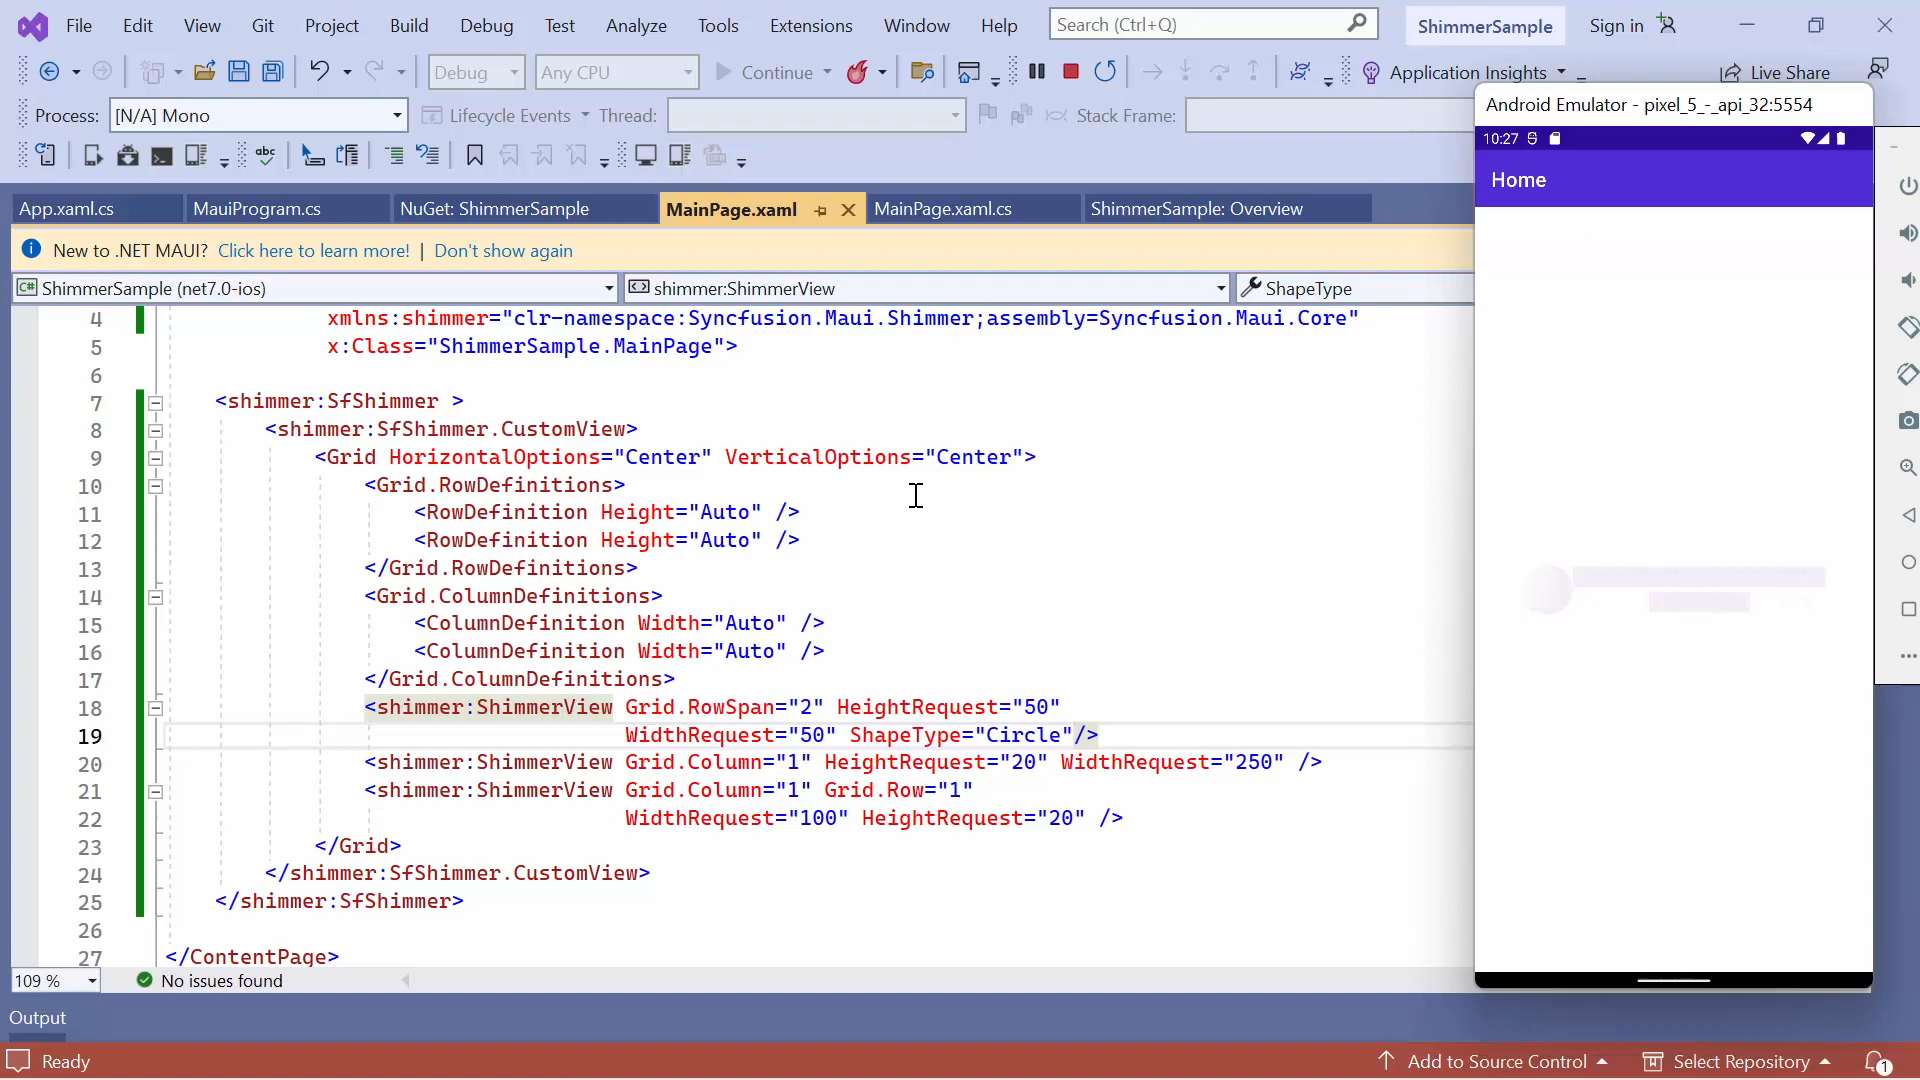 File Edit View Git Project Build Debug Test Analyze Tools Extensions Window Help Search (Ctrl+Q) ShimmerSample Sign in
Debug Any CPU Continue Application Insights Live Share
Process: [N/A] Mono Lifecycle Events Thread: Stack Frame:
abc
App.xaml.cs MauiProgram.cs NuGet: ShimmerSample MainPage.xaml MainPage.xaml.cs ShimmerSample: Overview
New to .NET MAUI? Click here to learn more! | Don't show again
C# ShimmerSample (net7.0-ios) shimmer:ShimmerView ShapeType
4 xmlns:shimmer="clr-namespace:Syncfusion.Maui.Shimmer;assembly=Syncfusion.Maui.Core"
5 x:Class="ShimmerSample.MainPage">
6
7 <shimmer:SfShimmer >
8 <shimmer:SfShimmer.CustomView>
9 <Grid HorizontalOptions="Center" VerticalOptions="Center">
10 <Grid.RowDefinitions>
11 <RowDefinition Height="Auto" />
12 <RowDefinition Height="Auto" />
13 </Grid.RowDefinitions>
14 <Grid.ColumnDefinitions>
15 <ColumnDefinition Width="Auto" />
16 <ColumnDefinition Width="Auto" />
17 </Grid.ColumnDefinitions>
18 <shimmer:ShimmerView Grid.RowSpan="2" HeightRequest="50"
19 WidthRequest="50" ShapeType="Circle"/>
20 <shimmer:ShimmerView Grid.Column="1" HeightRequest="20" WidthRequest="250" />
21 <shimmer:ShimmerView Grid.Column="1" Grid.Row="1"
22 WidthRequest="100" HeightRequest="20" />
23 </Grid>
24 </shimmer:SfShimmer.CustomView>
25 </shimmer:SfShimmer>
26
27 </ContentPage>
109 % No issues found
Output
Ready Add to Source Control Select Repository 1
Android Emulator - pixel_5_-_api_32:5554
10:27
Home